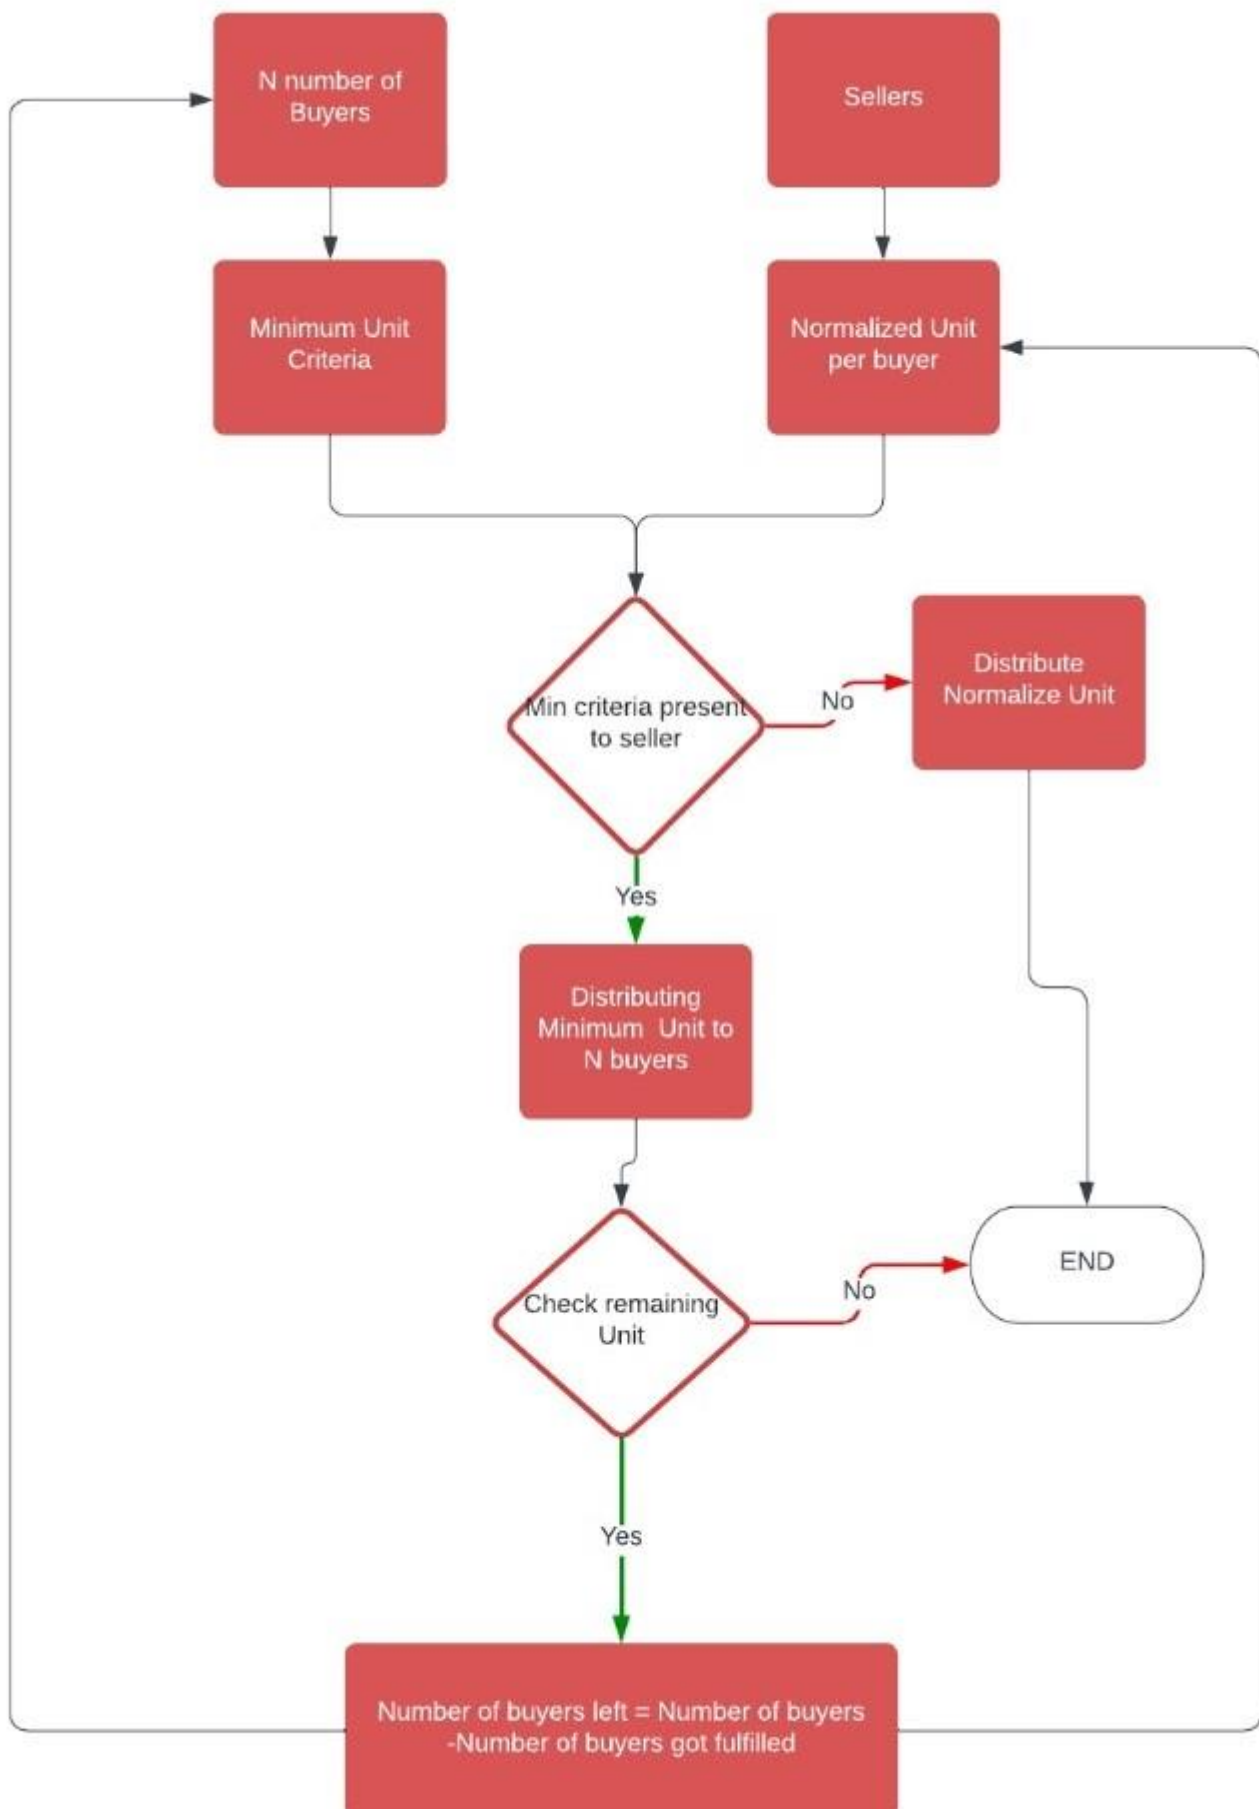 N number of
Buyers
Sellers
Minimum Unit
Criteria
Normalized Unit
per buyer
Min criteria present
to seller
No
Distribute
Normalize Unit
Yes
Distributing
Minimum Unit to
N buyers
Check remaining
Unit
No
END
Yes
Number of buyers left = Number of buyers
-Number of buyers got fulfilled